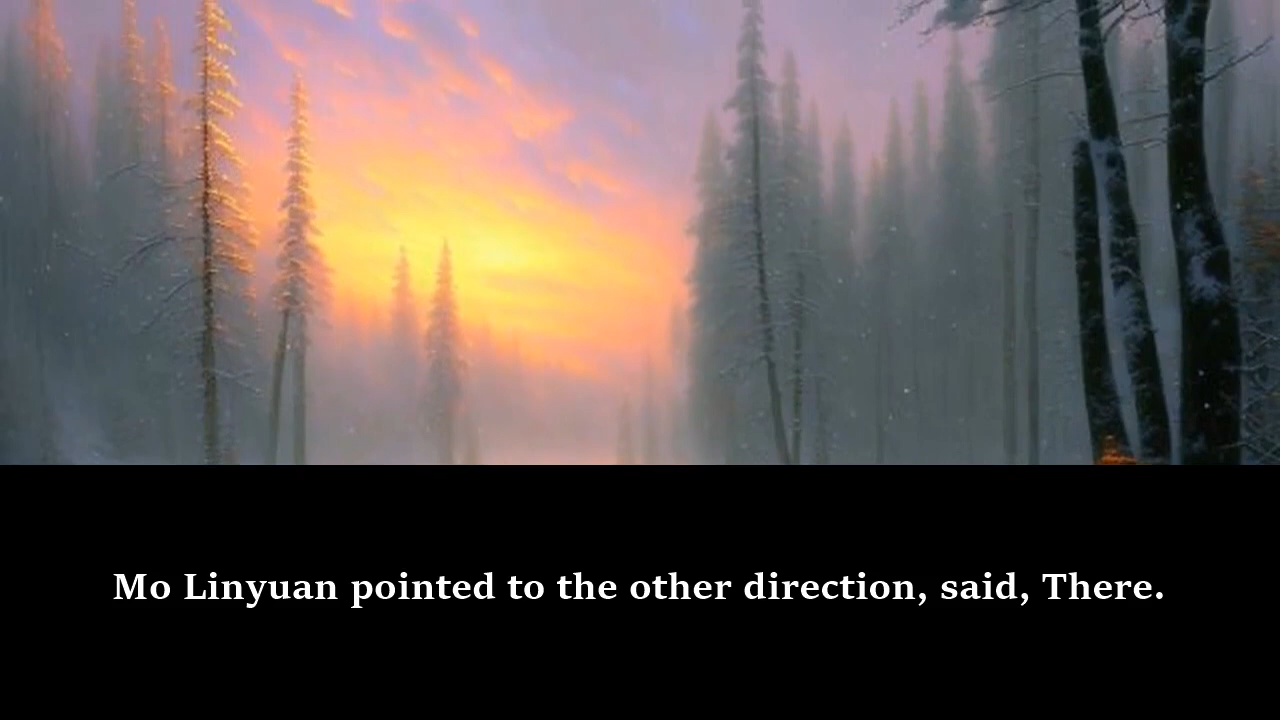 Mo Linyuan pointed to the other direction, said, There.